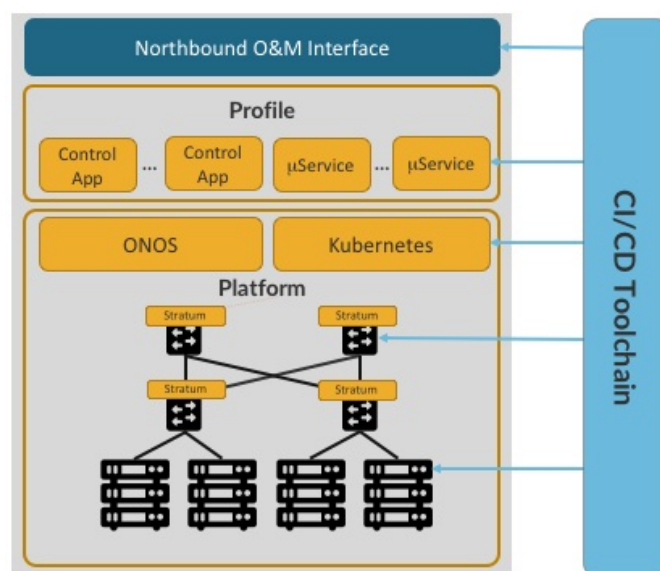 Northbound O&M Interface
Profile
Control
App
...
Control
App
μService
...
μService
ONOS
Kubernetes
Platform
Stratum
Stratum
Stratum
Stratum
CI/CD Toolchain